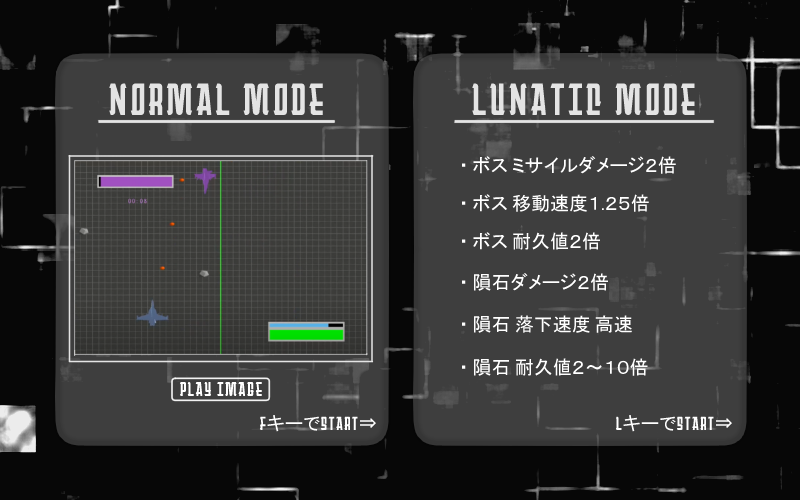 NORMAL MODE
00:04
PLAY IMAGE
FキーでSTART⇒
LUNATIC MODE
・ボスミサイルダメージ2倍
・ボス 移動速度1.25倍
・ボス 耐久値2倍
・隕石ダメージ2倍
・隕石 落下速度 高速
・隕石 耐久値2～10倍
LキーでSTART⇒